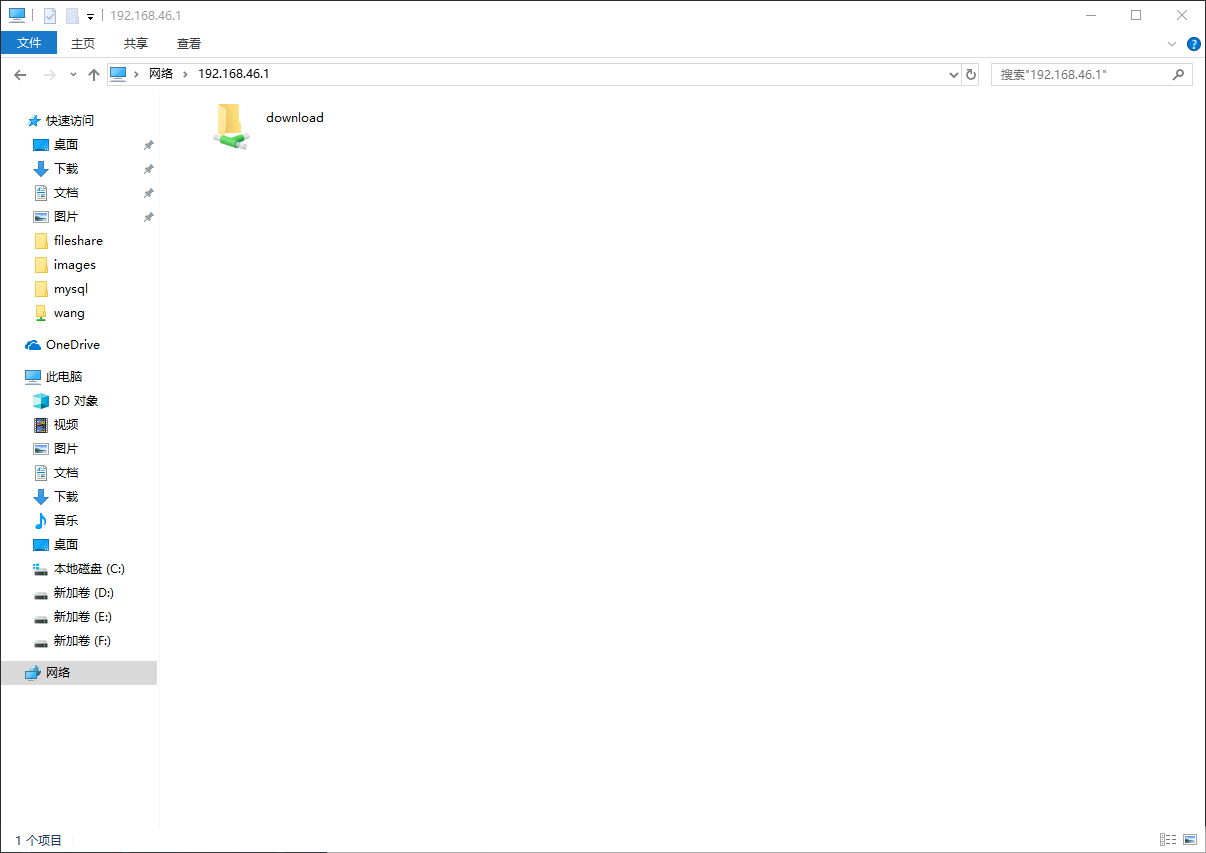 192.168.46.1
文件 主页 共享 查看
网络 192.168.46.1 搜索"192.168.46.1"
快速访问
桌面
下载
文档
图片
fileshare
images
mysql
wang
OneDrive
此电脑
3D 对象
视频
图片
文档
下载
音乐
桌面
本地磁盘 (C:)
新加卷 (D:)
新加卷 (E:)
新加卷 (F:)
网络
download
1 个项目